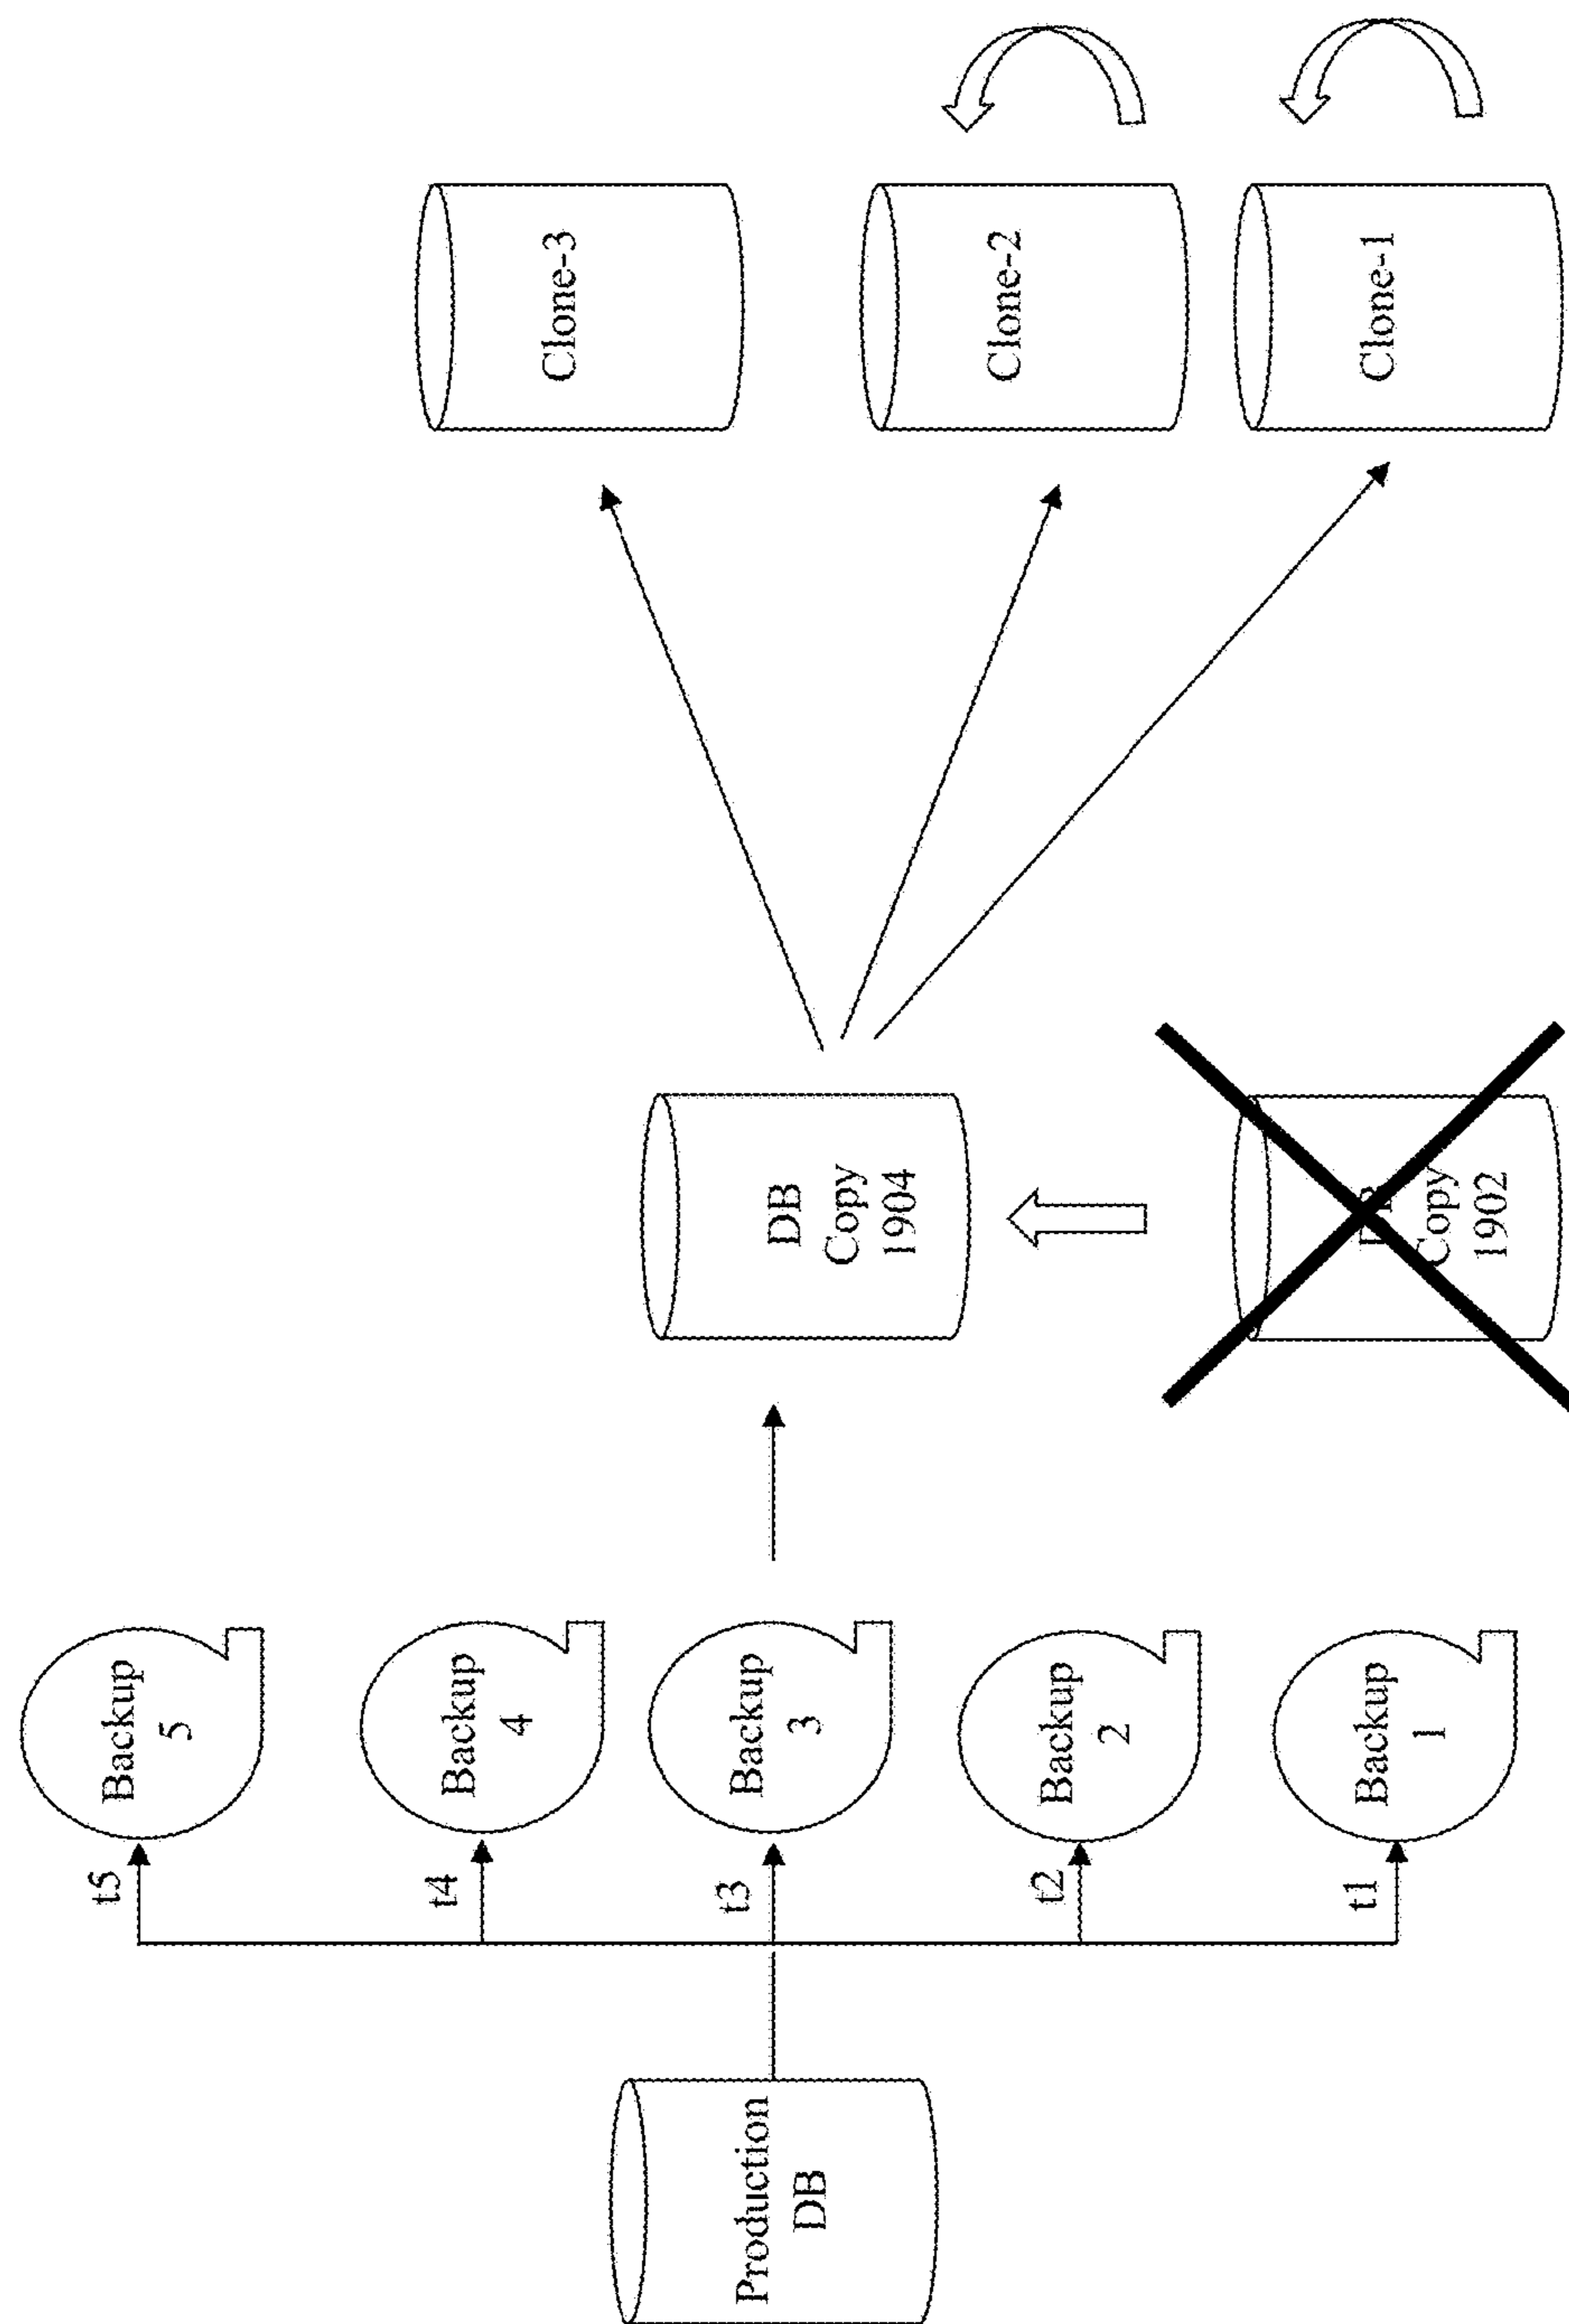 Production
DB
t5
t4
t3
t2
t1
Backup
5
Backup
4
Backup
3
Backup
2
Backup
1
DB
Copy
1904
Copy
1902
Clone-3
Clone-2
Clone-1